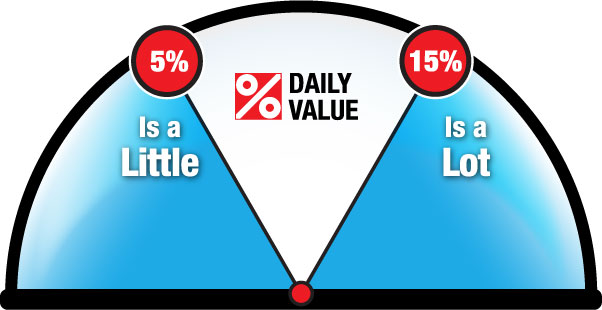 5%
Is a
Little
% DAILY
VALUE
15%
Is a
Lot